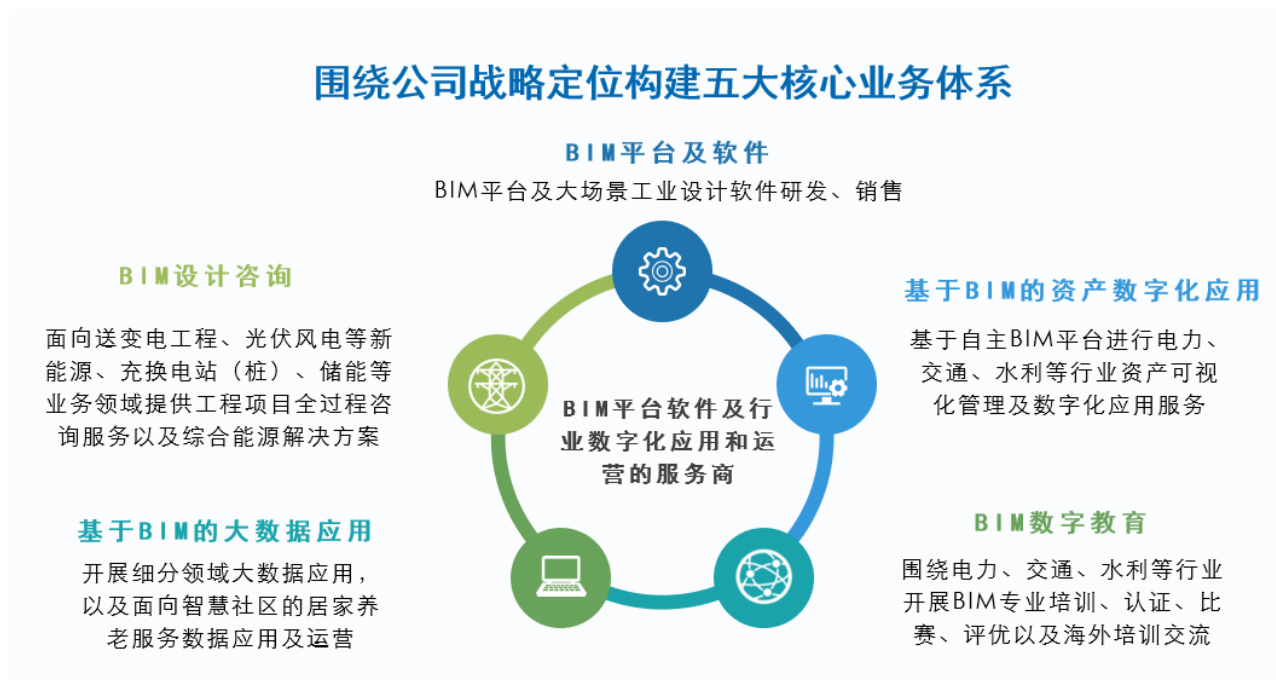 围绕公司战略定位构建五大核心业务体系
BIM平台及软件
BIM平台及大场景工业设计软件研发、销售
BIM设计咨询
面向送变电工程、光伏风电等新
能源、充换电站（桩）、储能等
业务领域提供工程项目全过程咨
询服务以及综合能源解决方案
基于BIM的资产数字化应用
基于自主BIM平台进行电力、
交通、水利等行业资产可视
化管理及数字化应用服务
BIM平台软件及行
业数字化应用和运
营的服务商
基于BIM的大数据应用
开展细分领域大数据应用，
以及面向智慧社区的居家养
老服务数据应用及运营
BIM数字教育
围绕电力、交通、水利等行业
开展BIM专业培训、认证、比
赛、评优以及海外培训交流